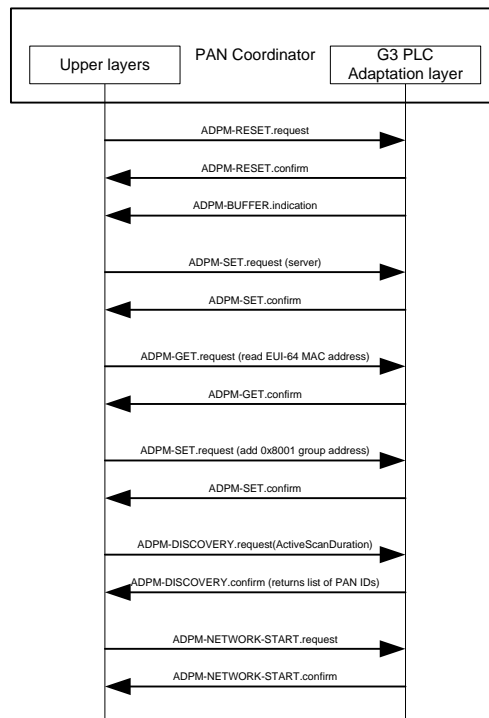 PAN Coordinator
Upper layers
G3 PLC
Adaptation layer
ADPM-RESET.request
ADPM-RESET.confirm
ADPM-BUFFER.indication
ADPM-SET.request (server)
ADPM-SET.confirm
ADPM-GET.request (read EUI-64 MAC address)
ADPM-GET.confirm
ADPM-SET.request (add 0x8001 group address)
ADPM-SET.confirm
ADPM-DISCOVERY.request(ActiveScanDuration)
ADPM-DISCOVERY.confirm (returns list of PAN IDs)
ADPM-NETWORK-START.request
ADPM-NETWORK-START.confirm